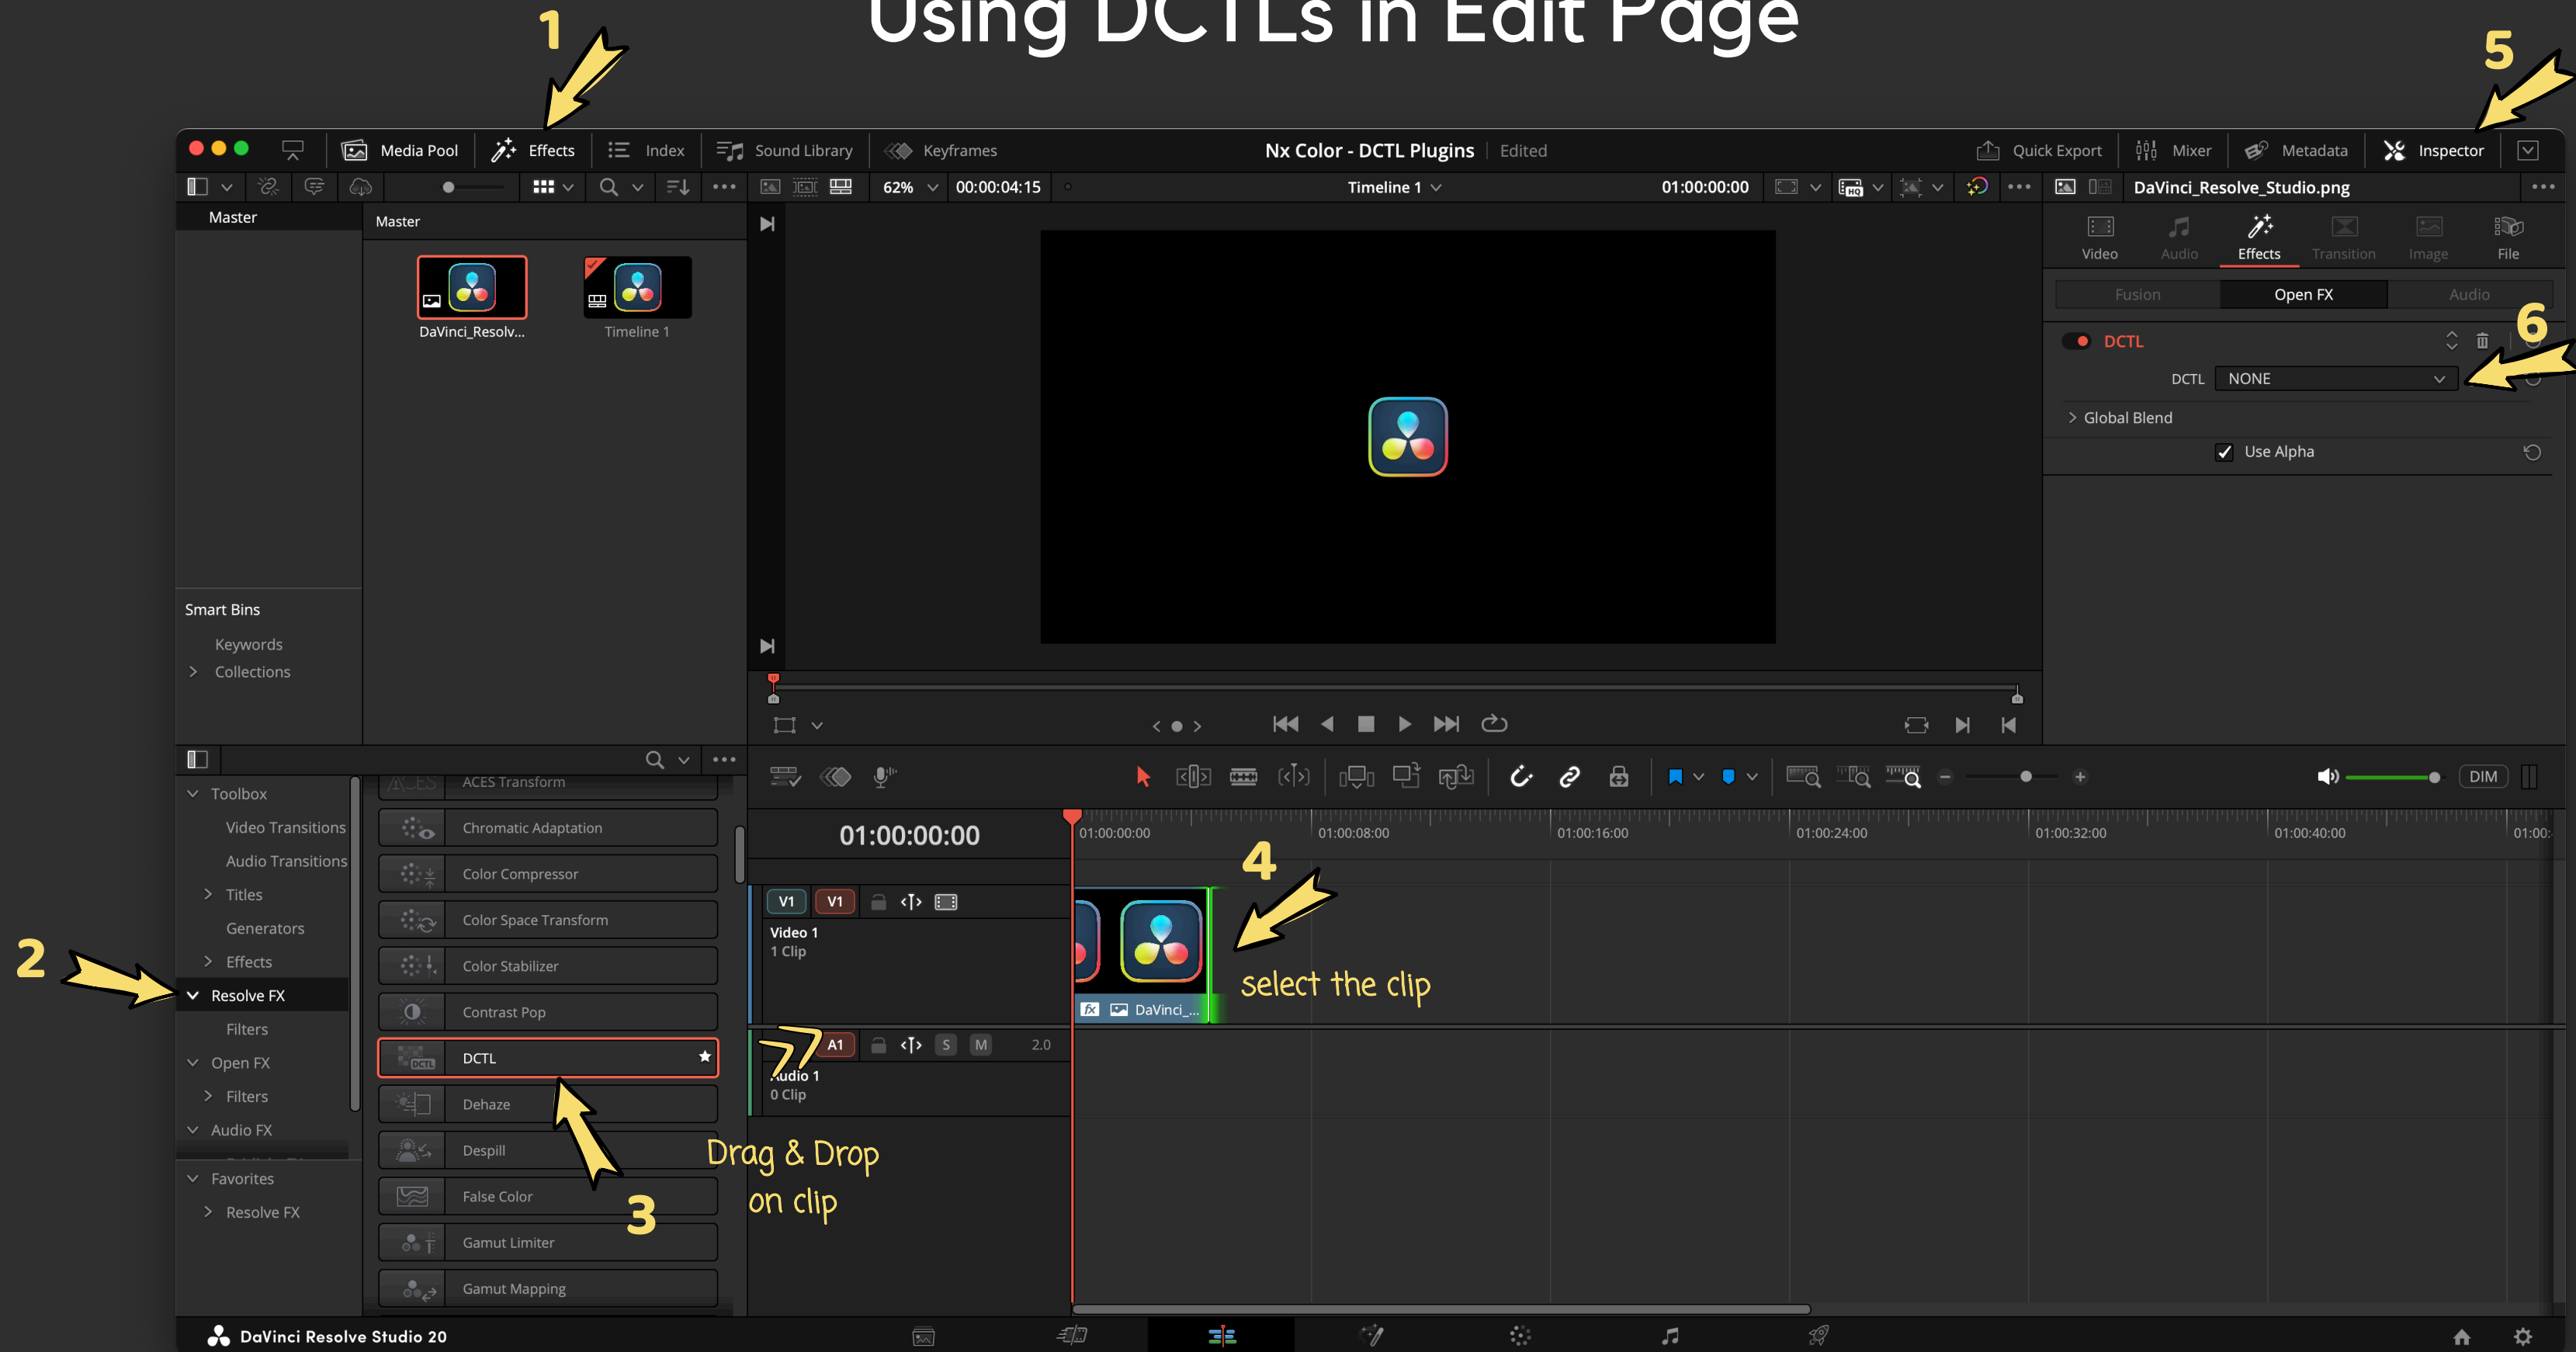 Using DCTLs in Edit Page
1
5
Media Pool
Effects
Index
Sound Library
Keyframes
Nx Color - DCTL Plugins
Edited
Quick Export
Mixer
Metadata
Inspector
62%
00:00:04:15
Timeline 1
01:00:00:00
HQ
DaVinci_Resolve_Studio.png
Master
Master
DaVinci_Resolv...
Timeline 1
Video
Audio
Effects
Transition
Image
File
Fusion
Open FX
Audio
6
DCTL
DCTL
NONE
Global Blend
Use Alpha
Smart Bins
Keywords
Collections
Toolbox
Video Transitions
Audio Transitions
Titles
Generators
Effects
2
Resolve FX
Filters
Open FX
Filters
Audio FX
Favorites
Resolve FX
ACES
ACES Transform
Chromatic Adaptation
Color Compressor
Color Space Transform
Color Stabilizer
Contrast Pop
DCTL
DCTL
Dehaze
Despill
False Color
Gamut Limiter
Gamut Mapping
3
Drag & Drop
on clip
DIM
01:00:00:00
01:00:00:00
01:00:08:00
01:00:16:00
01:00:24:00
01:00:32:00
01:00:40:00
01:00:
4
select the clip
V1
V1
Video 1
1 Clip
fx
DaVinci_...
A1
S
M
2.0
Audio 1
0 Clip
DaVinci Resolve Studio 20